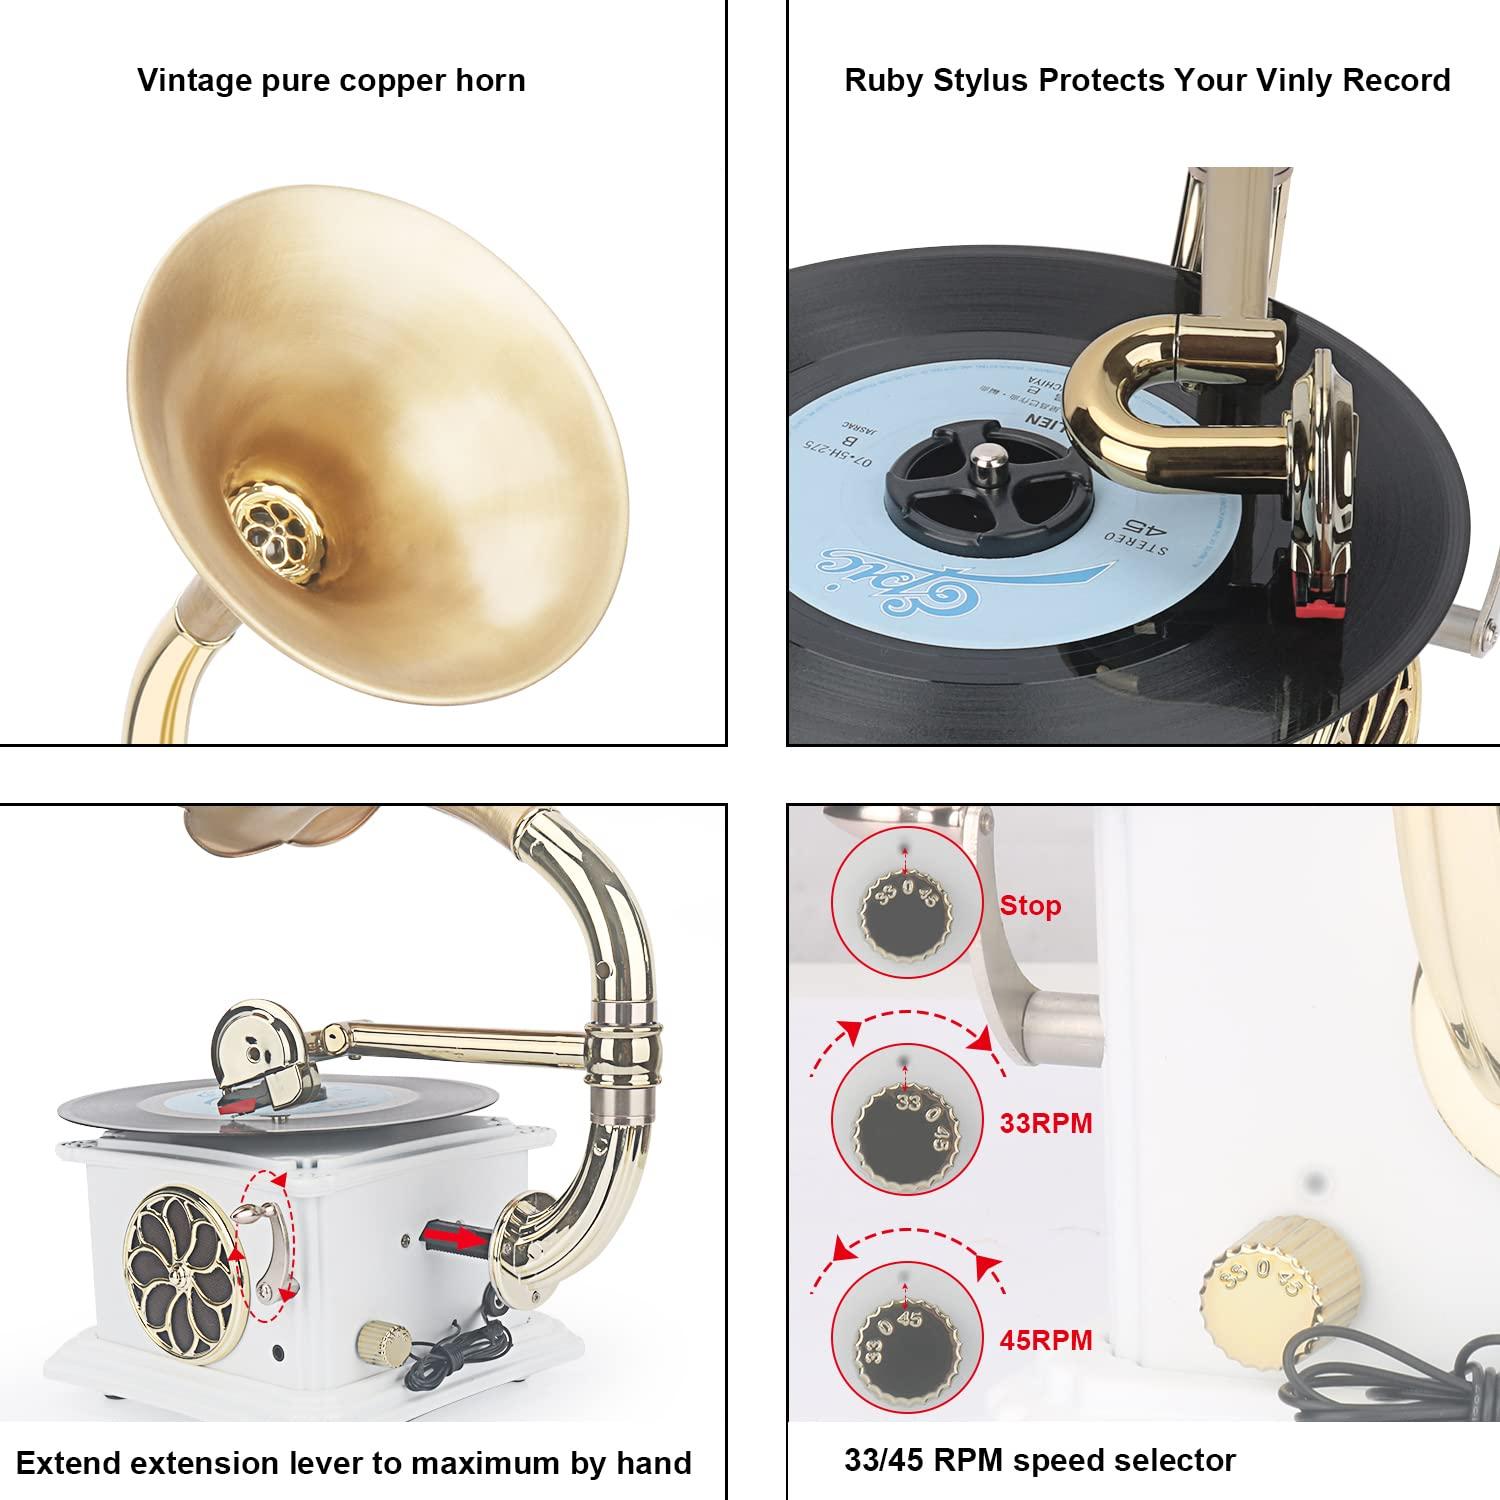 Vintage pure copper horn
Ruby Stylus Protects Your Vinly Record
LIEN
B
JASRAC
07•5H-275
STEREO
45
Epic
Extend extension lever to maximum by hand
33 0 45
Stop
33 0 45
33RPM
33 0 45
45RPM
33 0 45
33/45 RPM speed selector